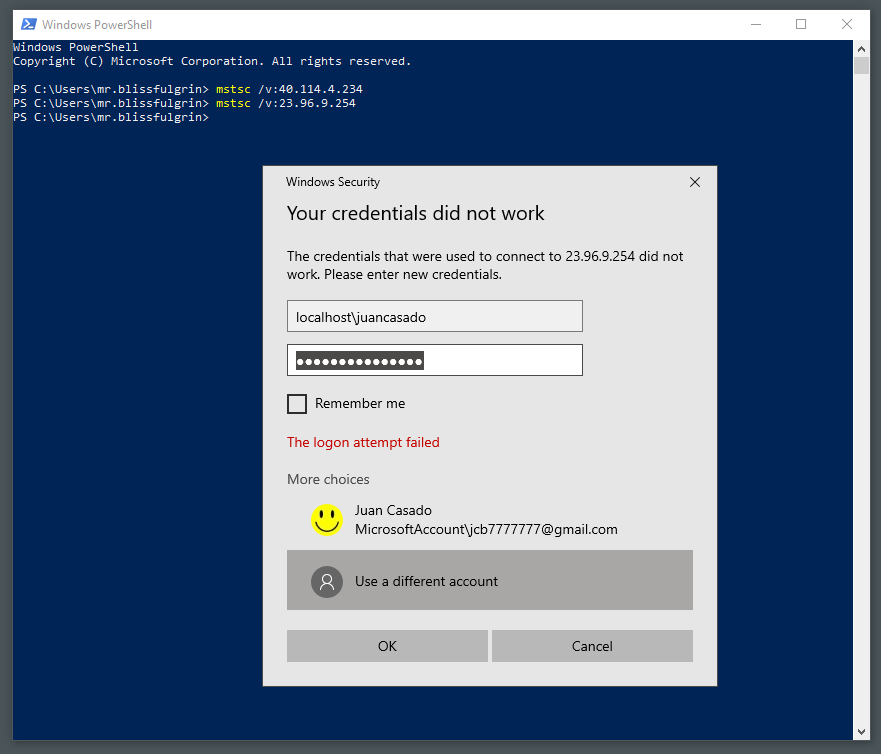 Windows PowerShell
Windows PowerShell
Copyright (C) Microsoft Corporation. All rights reserved.
PS C:\Users\mr.blissfulgrin> mstsc /v:40.114.4.234
PS C:\Users\mr.blissfulgrin> mstsc /v:23.96.9.254
PS C:\Users\mr.blissfulgrin>
Windows Security
Your credentials did not work
The credentials that were used to connect to 23.96.9.254 did not
work. Please enter new credentials.
localhost\juancasado
●●●●●●●●●●●●●●●
Remember me
The logon attempt failed
More choices
Juan Casado
MicrosoftAccount\jcb7777777@gmail.com
Use a different account
OK
Cancel